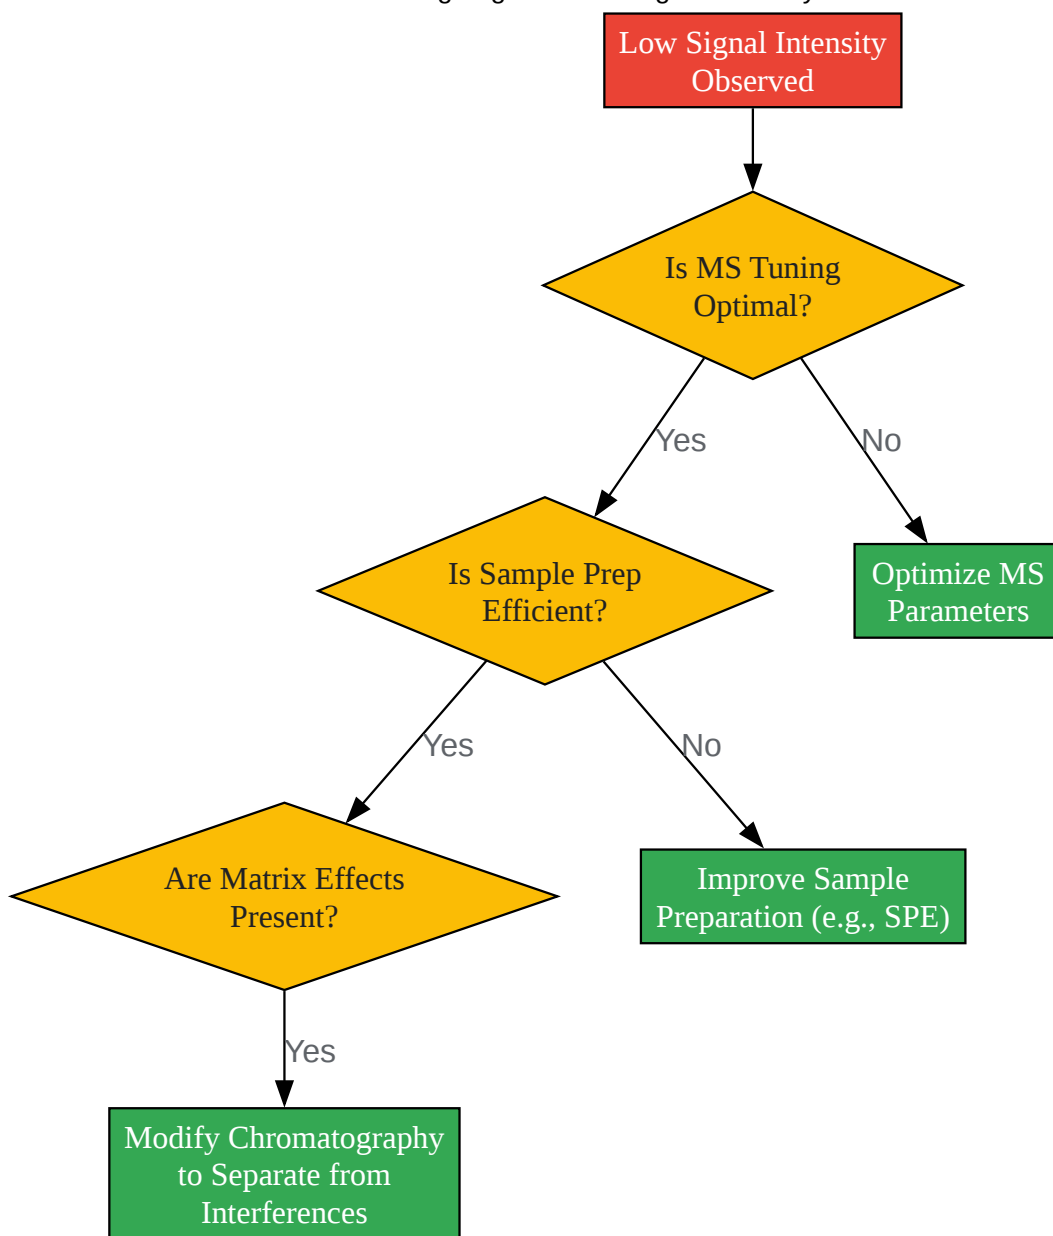 Low Signal Intensity
Observed
Is MS Tuning
Optimal?
Yes
No
Is Sample Prep
Efficient?
Optimize MS
Parameters
Yes
No
Are Matrix Effects
Present?
Improve Sample
Preparation (e.g., SPE)
Yes
Modify Chromatography
to Separate from
Interferences